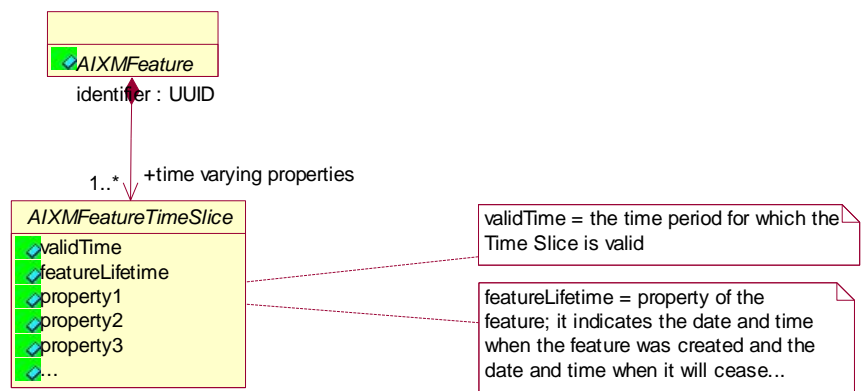 AIXMFeature
identifier : UUID
+time varying properties
1..*
AIXMFeatureTimeSlice
validTime
featureLifetime
property1
property2
property3
...
validTime = the time period for which the
Time Slice is valid
featureLifetime = property of the
feature; it indicates the date and time
when the feature was created and the
date and time when it will cease...